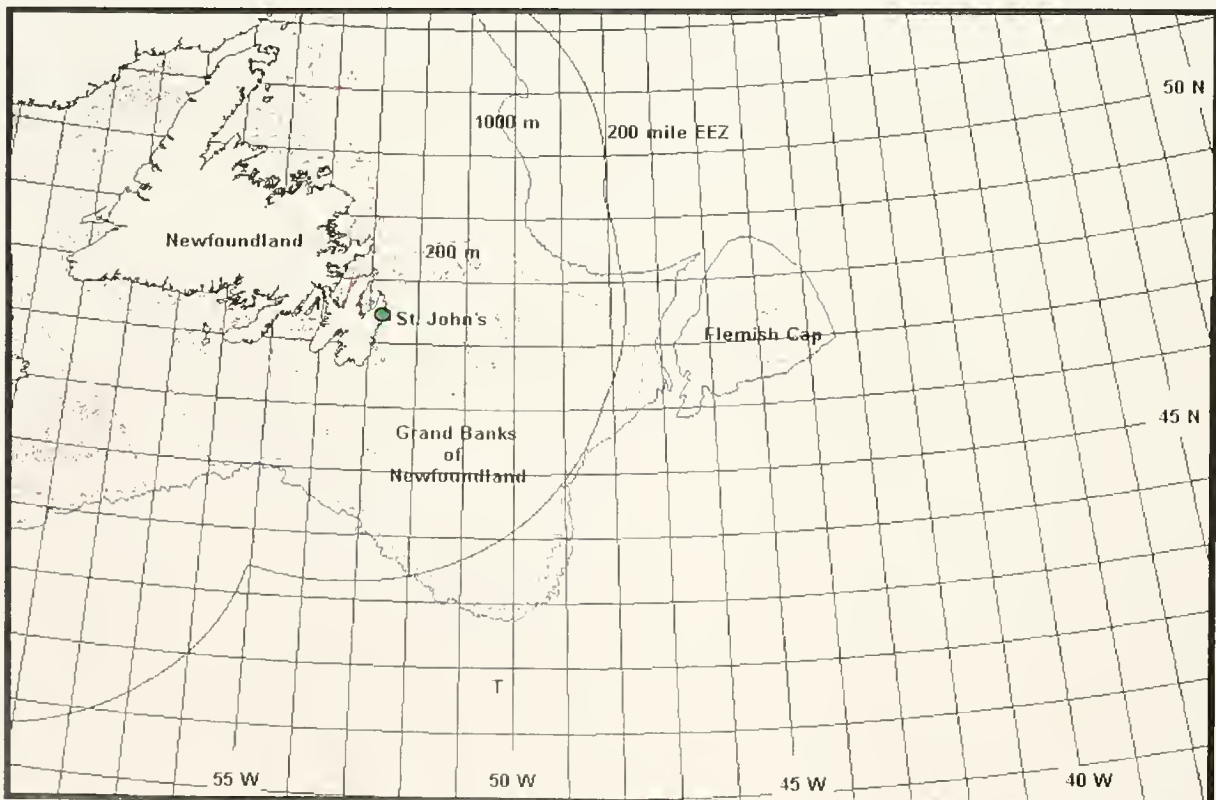 50 N
1000 m
200 mile EEZ
Newfoundland
200 m
St. John's
Flemish Cap
45 N
Grand Banks
of
Newfoundland
T
55 W
50 W
45 W
40 W